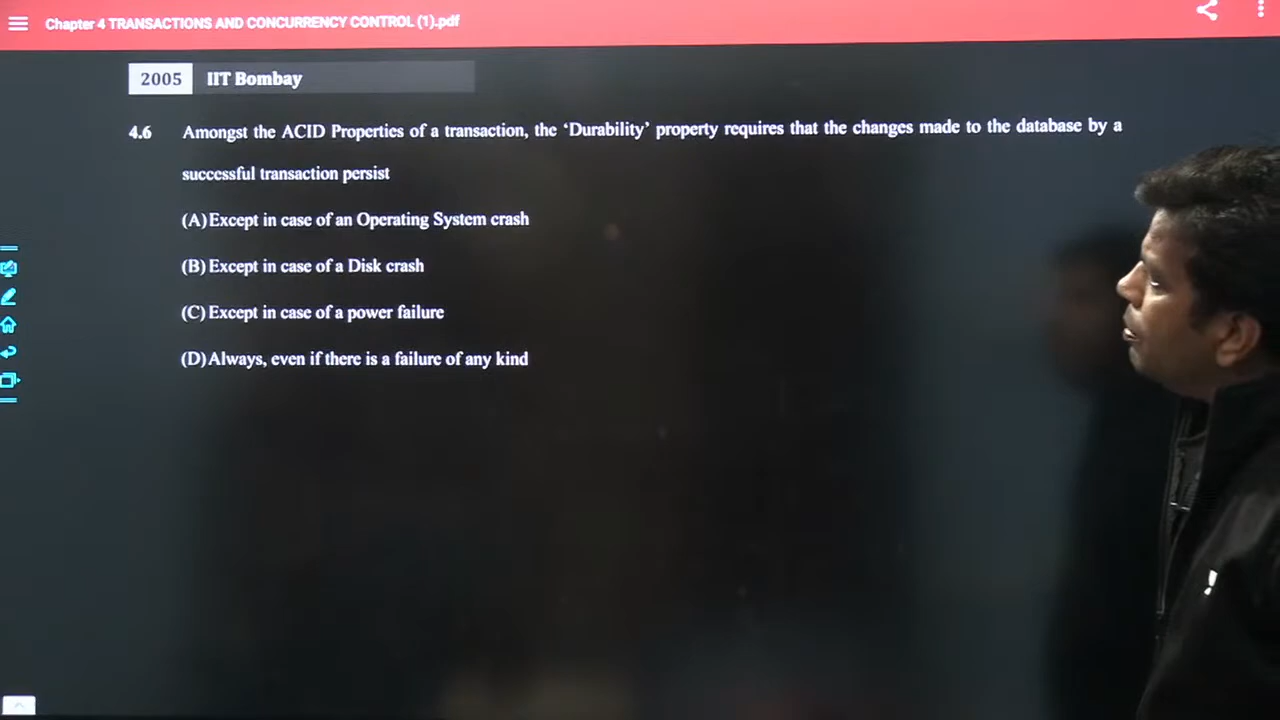 Chapter 4 TRANSACTIONS AND CONCURRENCY CONTROL (1).pdf
2005 IIT Bombay
4.6 Amongst the ACID Properties of a transaction, the ‘Durability’ property requires that the changes made to the database by a
successful transaction persist
(A)Except in case of an Operating System crash
(B)Except in case of a Disk crash
(C)Except in case of a power failure
(D)Always, even if there is a failure of any kind